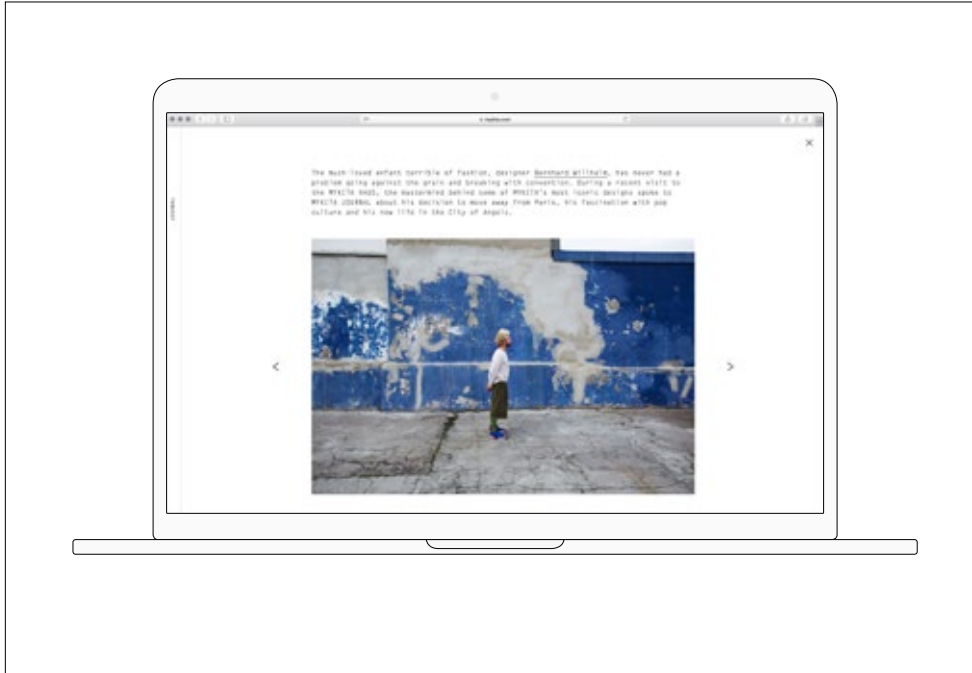 mykita.com
The much-loved enfant terrible of fashion, designer Bernhard Willhelm, has never had a
problem going against the grain and breaking with convention. During a recent visit to
the MYKITA HAUS, the mastermind behind some of MYKITA's most iconic designs spoke to
MYKITA JOURNAL about his decision to move away from Paris, his fascination with pop
culture and his new life in the City of Angels.